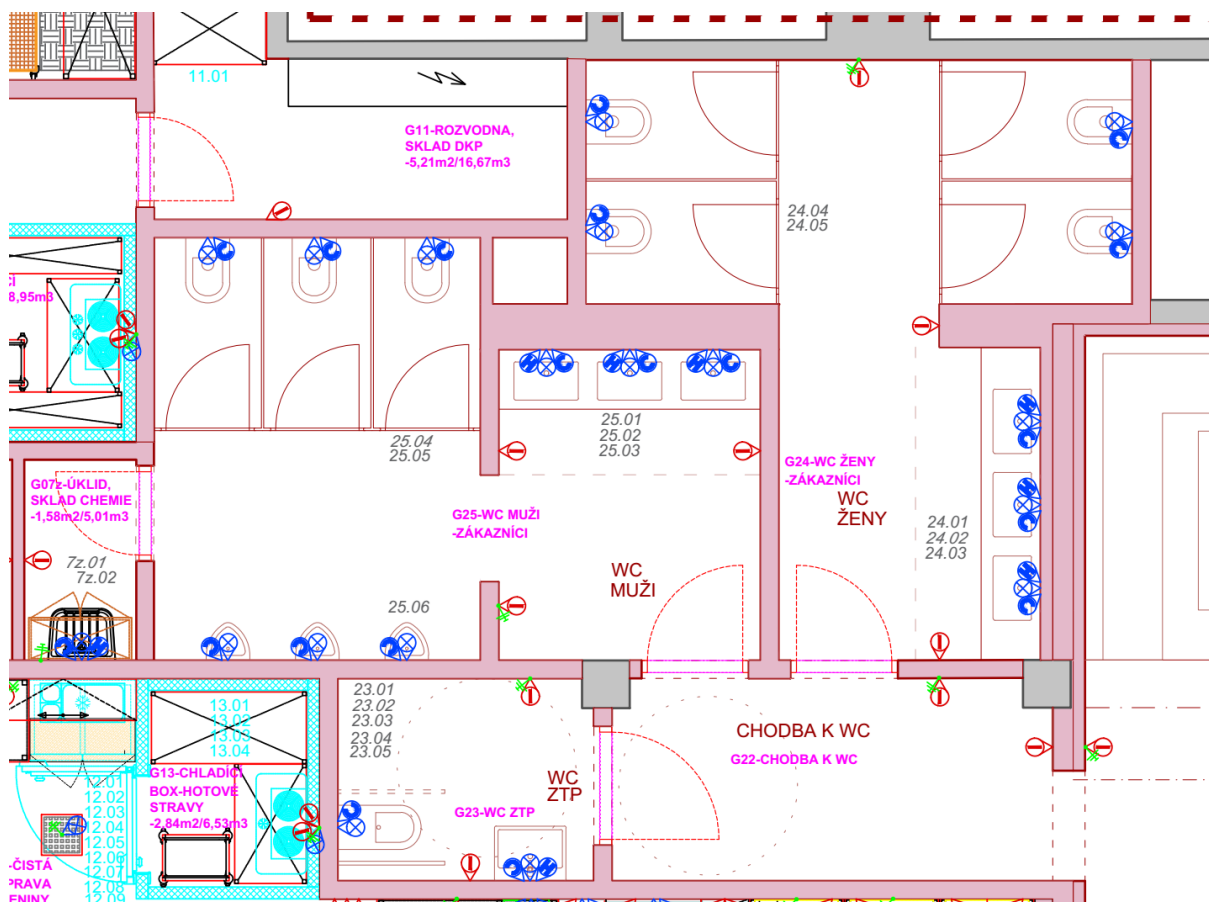 11.01
G11-ROZVODNA,
SKLAD DKP
-5,21m2/16,67m3
24.04
24.05
8,95m3
25.01
25.02
25.03
25.04
25.05
G24-WC ŽENY
-ZÁKAZNÍCI
WC
ŽENY
G07z-ÚKLID,
SKLAD CHEMIE
-1,58m2/5,01m3
G25-WC MUŽI
-ZÁKAZNÍCI
24.01
24.02
24.03
7z.01
7z.02
WC
MUŽI
25.06
23.01
23.02
23.03
23.04
23.05
13.01
13.02
13.03
13.04
CHODBA K WC
G22-CHODBA K WC
G13-CHLADÍCÍ
BOX-HOTOVÉ
STRAVY
-2,84m2/6,53m3
WC
ZTP
G23-WC ZTP
12.01
12.02
12.03
12.04
12.05
12.06
12.07
12.08
12.09
-ČISTÁ
PRAVA
ENINY